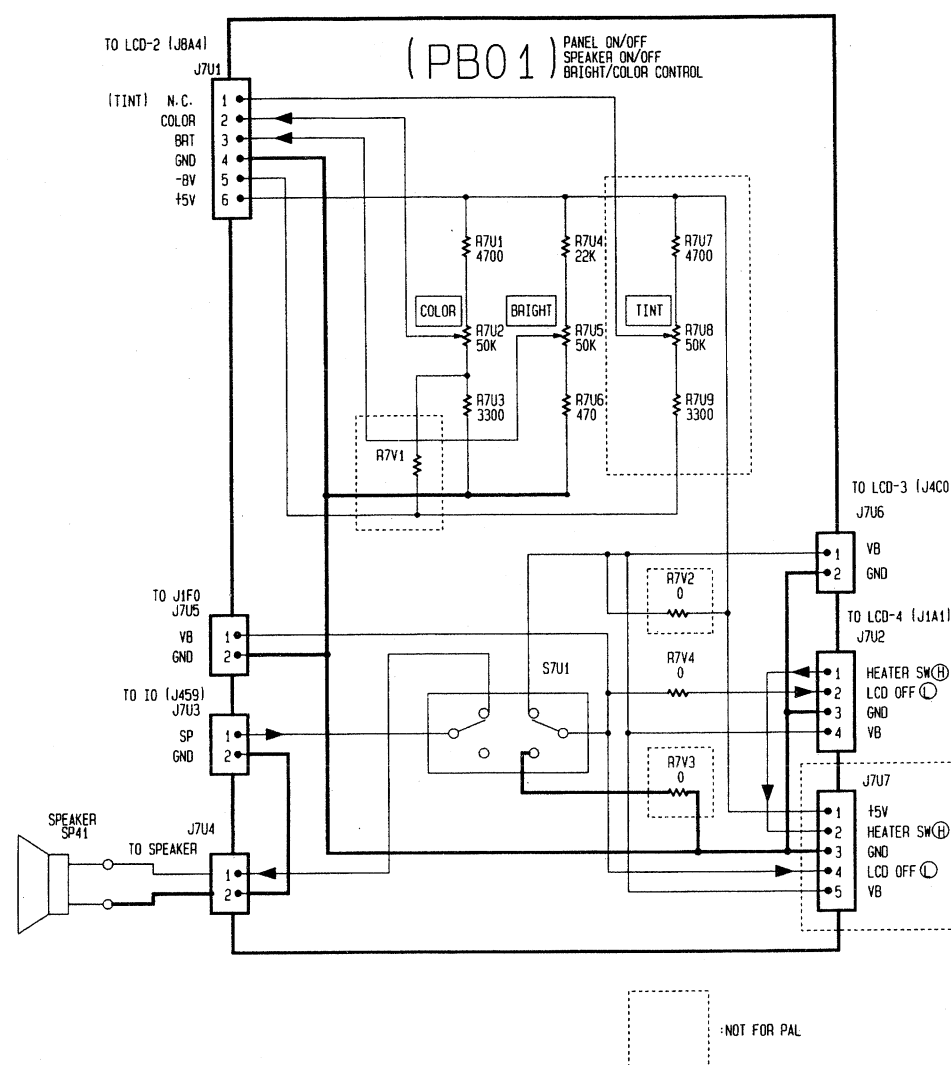 TO LCD-2 (J8A4)
J7U1
(PB01)
PANEL ON/OFF
SPEAKER ON/OFF
BRIGHT/COLOR CONTROL
(TINT) N.C. 1
COLOR 2
BRT 3
GND 4
-8V 5
+5V 6
R7U1
4700
R7U4
22K
R7U7
4700
COLOR
R7U2
50K
BRIGHT
R7U5
50K
TINT
R7U8
50K
R7U3
3300
R7U6
470
R7U9
3300
R7V1
TO LCD-3 (J4C0
J7U6
1 VB
2 GND
TO J1F0
J7U5
VB 1
GND 2
R7V2
0
TO LCD-4 (J1A1)
J7U2
1 HEATER SW(H)
2 LCD OFF(L)
3 GND
4 VB
S7U1
R7V4
0
TO IO (J459)
J7U3
SP 1
GND 2
R7V3
0
J7U7
1 +5V
2 HEATER SW(H)
3 GND
4 LCD OFF(L)
5 VB
SPEAKER
SP41
J7U4
TO SPEAKER
1
2
:NOT FOR PAL